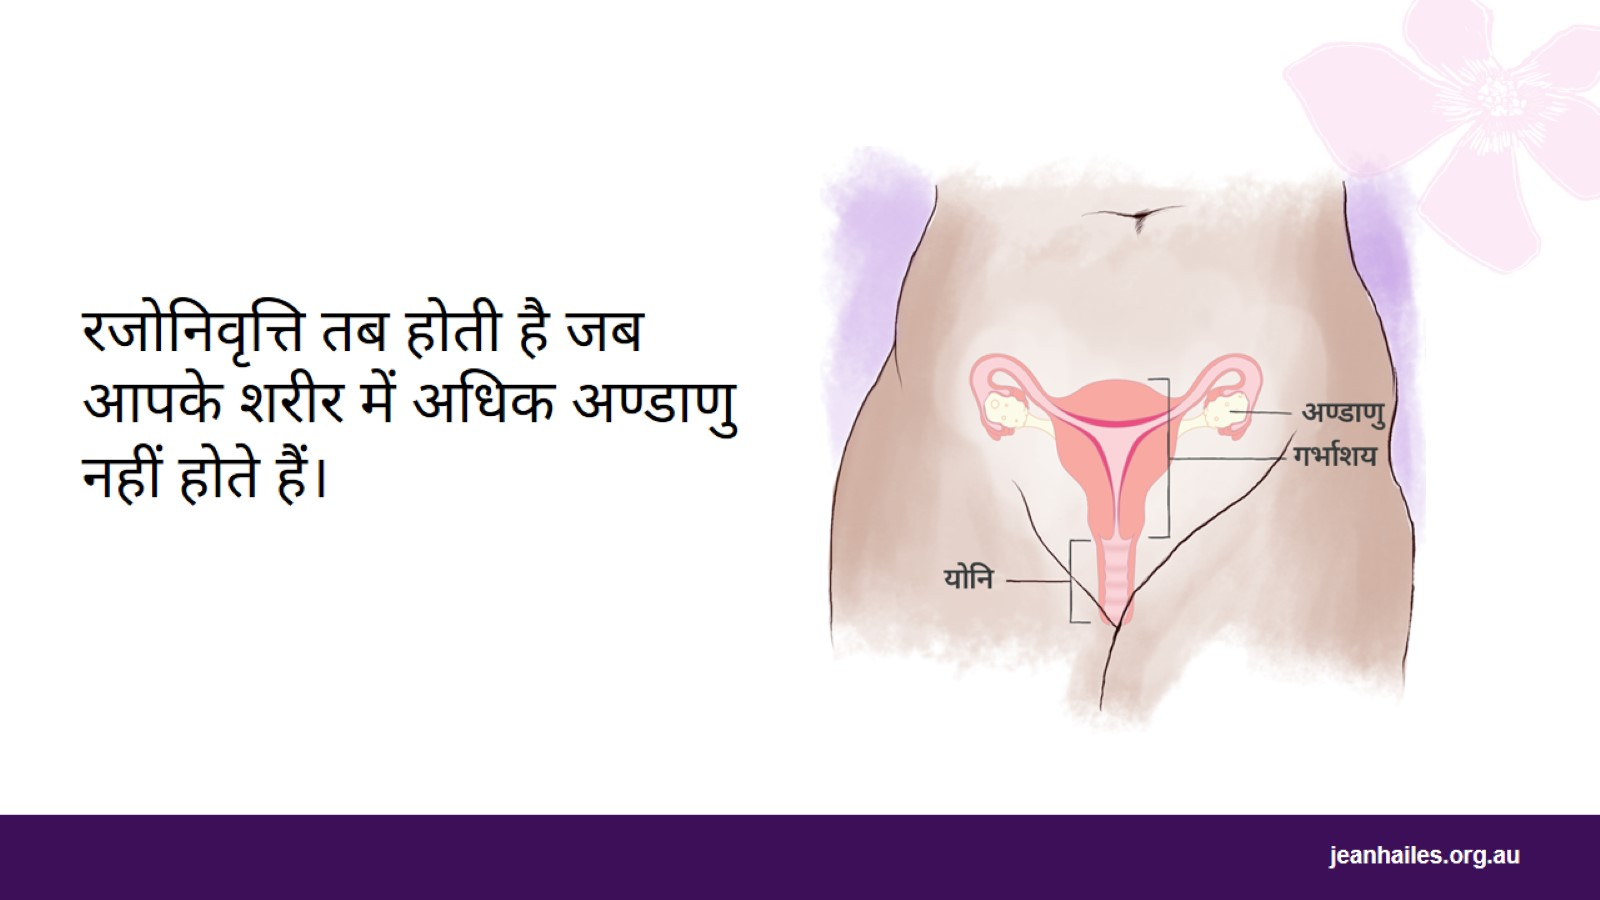 रजोनिवृत्ति तब होती है जब
आपके शरीर में अधिक अण्डाणु
नहीं होते हैं।
अण्डाणु
गर्भाशय
योनि
jeanhailes.org.au